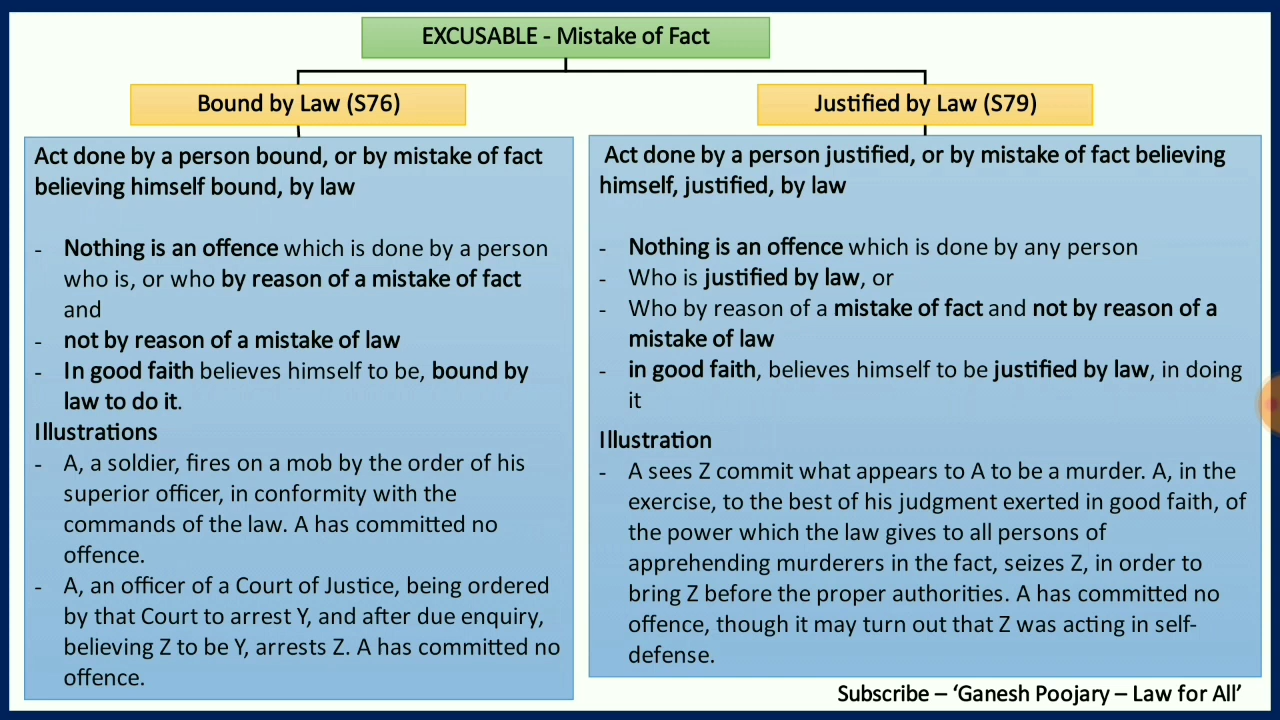 EXCUSABLE - Mistake of Fact
Bound by Law (S76)
Act done by a person bound, or by mistake of fact
believing himself bound, by law
- Nothing is an offence which is done by a person
who is, or who by reason of a mistake of fact
and
- not by reason of a mistake of law
- In good faith believes himself to be, bound by
law to do it.
Illustrations
- A, a soldier, fires on a mob by the order of his
superior officer, in conformity with the
commands of the law. A has committed no
offence.
- A, an officer of a Court of Justice, being ordered
by that Court to arrest Y, and after due enquiry,
believing Z to be Y, arrests Z. A has committed no
offence.
Justified by Law (S79)
Act done by a person justified, or by mistake of fact believing
himself, justified, by law
- Nothing is an offence which is done by any person
- Who is justified by law, or
- Who by reason of a mistake of fact and not by reason of a
mistake of law
- in good faith, believes himself to be justified by law, in doing
it
Illustration
- A sees Z commit what appears to A to be a murder. A, in the
exercise, to the best of his judgment exerted in good faith, of
the power which the law gives to all persons of
apprehending murderers in the fact, seizes Z, in order to
bring Z before the proper authorities. A has committed no
offence, though it may turn out that Z was acting in self-
defense.
Subscribe – ‘Ganesh Poojary – Law for All’